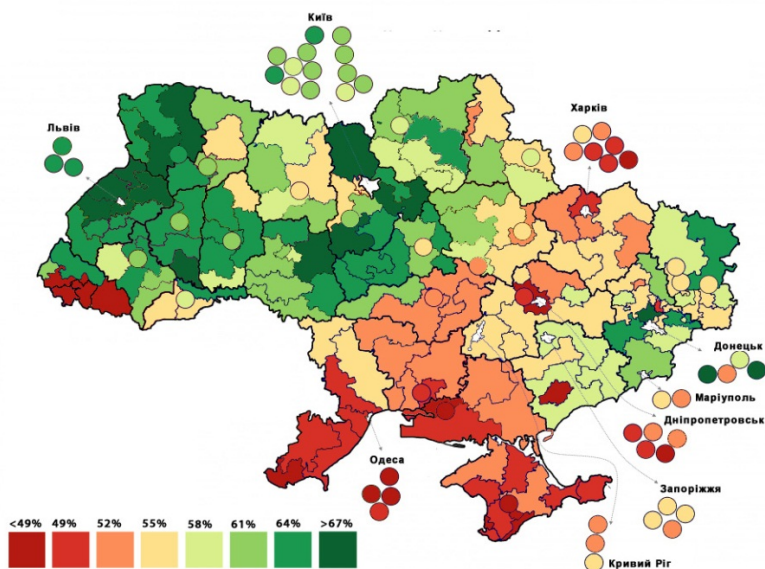 Київ
Харків
Львів
Донецьк
Маріуполь
Дніпропетровськ
Одеса
Запоріжжя
Кривий Ріг
<49% 49% 52% 55% 58% 61% 64% >67%